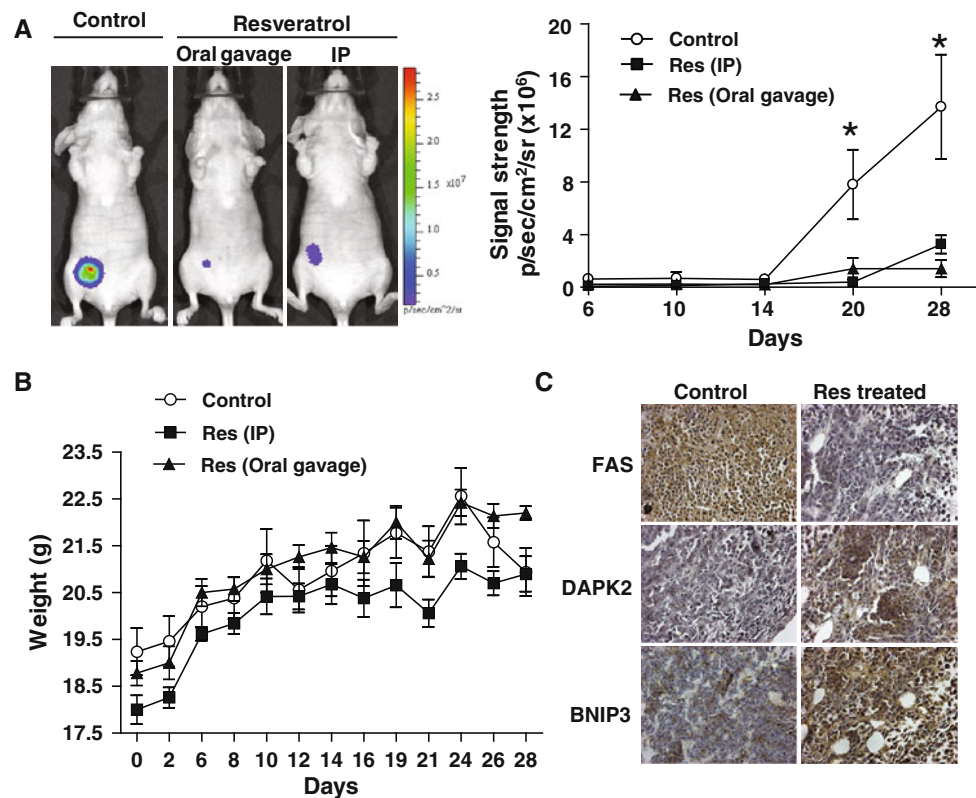 A
Control
Resveratrol
Oral gavage
IP
2.5
2.0
1.5
x10⁷
1.0
0.5
p/sec/cm^2/sr
Signal strength
p/sec/cm²/sr (x10⁶)
20
16
12
8
4
0
Control
Res (IP)
Res (Oral gavage)
*
*
6 10 14 20 28
Days
B
Control
Res (IP)
Res (Oral gavage)
Weight (g)
23.5
22.5
21.5
20.5
19.5
18.5
17.5
0 2 6 8 10 12 14 16 19 21 24 26 28
Days
C
Control Res treated
FAS
DAPK2
BNIP3